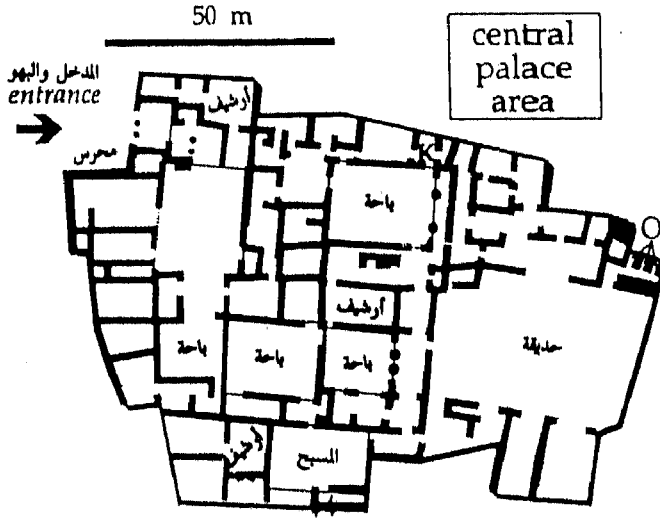 50 m
central
palace
area
المدخل والبهو
entrance
أرشيف
محرس
K
باحة
O
أرشيف
باحة
باحة
باحة
حديقة
المسبح